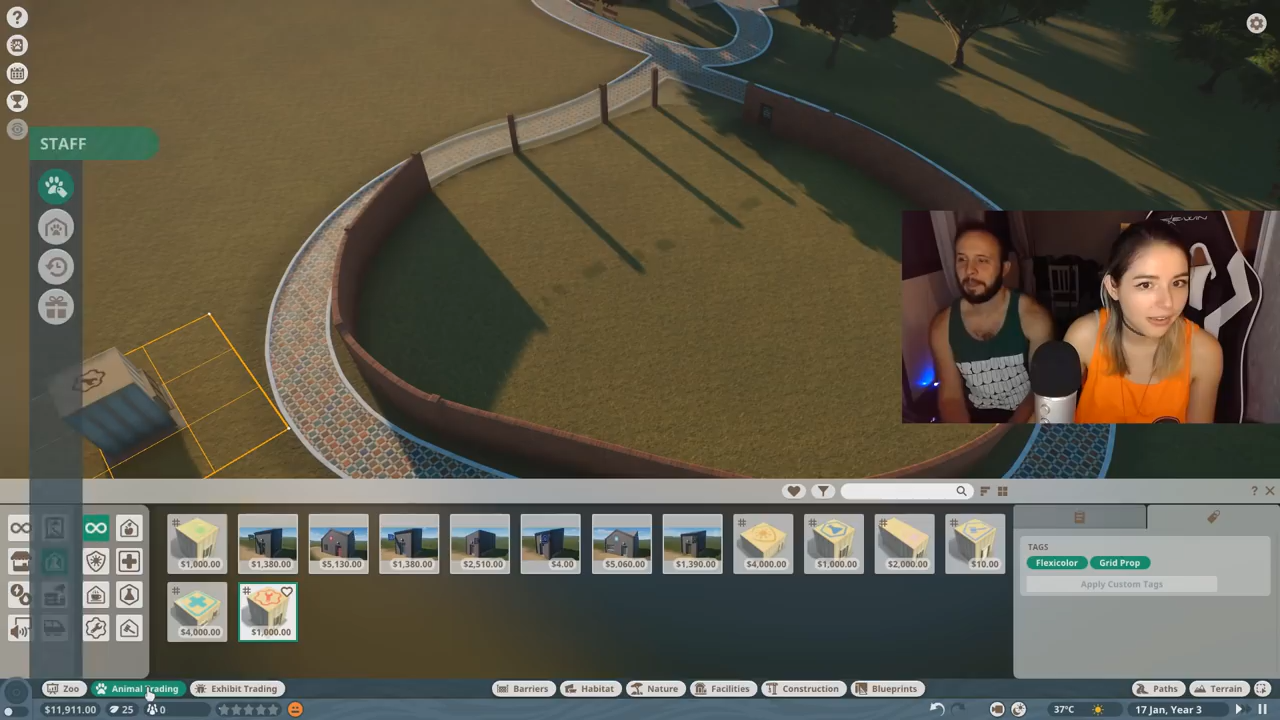 ?
STAFF
E-WIN
? ✕
$1,000.00 $1,380.00 $5,130.00 $1,380.00 $2,510.00 $4.00 $5,060.00 $1,390.00 $4,000.00 $1,000.00 $2,000.00 $10.00
$4,000.00 $1,000.00
TAGS
Flexicolor Grid Prop
Apply Custom Tags
Zoo Animal Trading Exhibit Trading Barriers Habitat Nature Facilities Construction Blueprints Paths Terrain
$11,911.00 25 0 37°C 17 Jan, Year 3